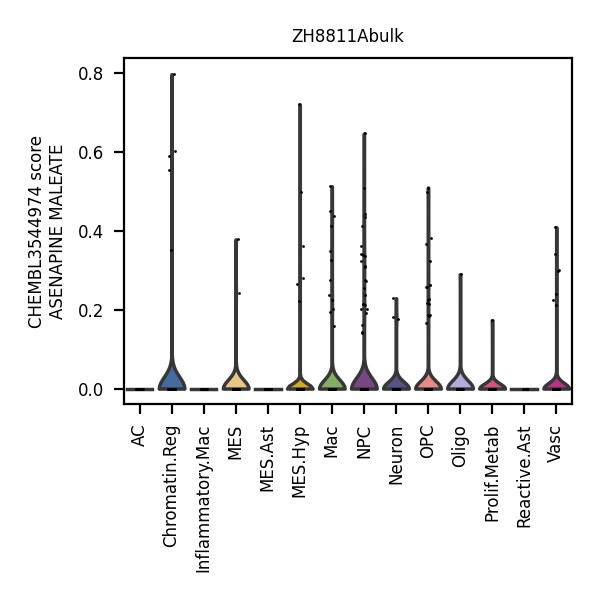 ZH8811Abulk
CHEMBL3544974 score
ASENAPINE MALEATE
0.8
0.6
0.4
0.2
0.0
AC
Chromatin.Reg
Inflammatory.Mac
MES
MES.Ast
MES.Hyp
Mac
NPC
Neuron
OPC
Oligo
Prolif.Metab
Reactive.Ast
Vasc